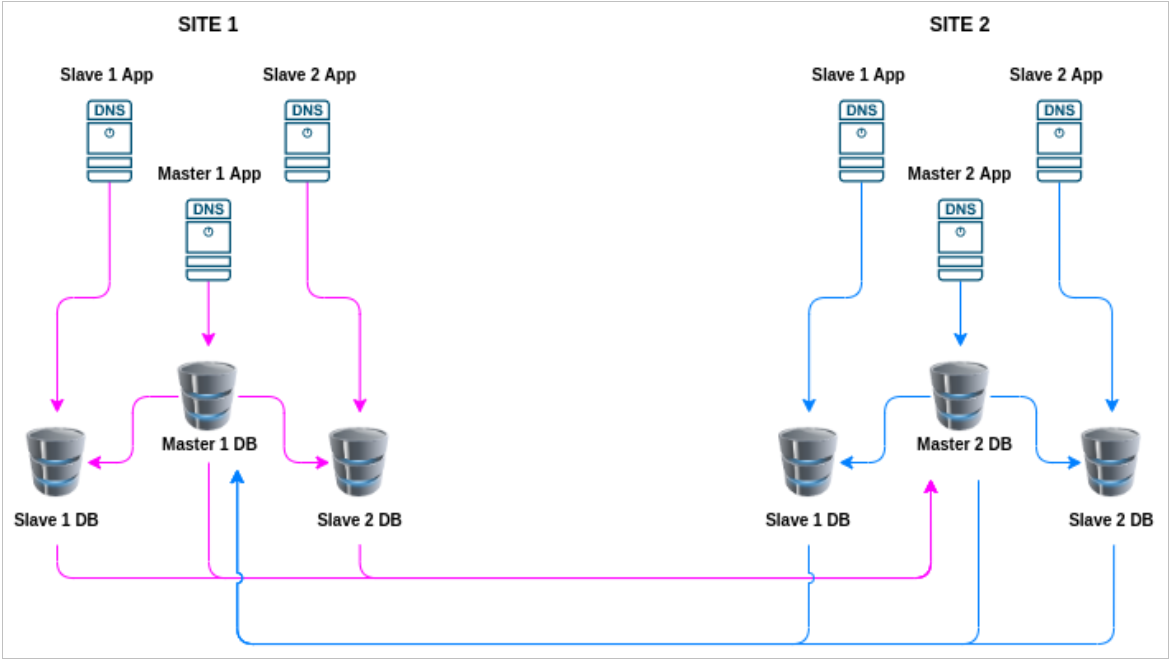 SITE 1
SITE 2
Slave 1 App
Slave 2 App
Slave 1 App
Slave 2 App
DNS
DNS
DNS
DNS
Master 1 App
Master 2 App
DNS
DNS
Master 1 DB
Master 2 DB
Slave 1 DB
Slave 2 DB
Slave 1 DB
Slave 2 DB